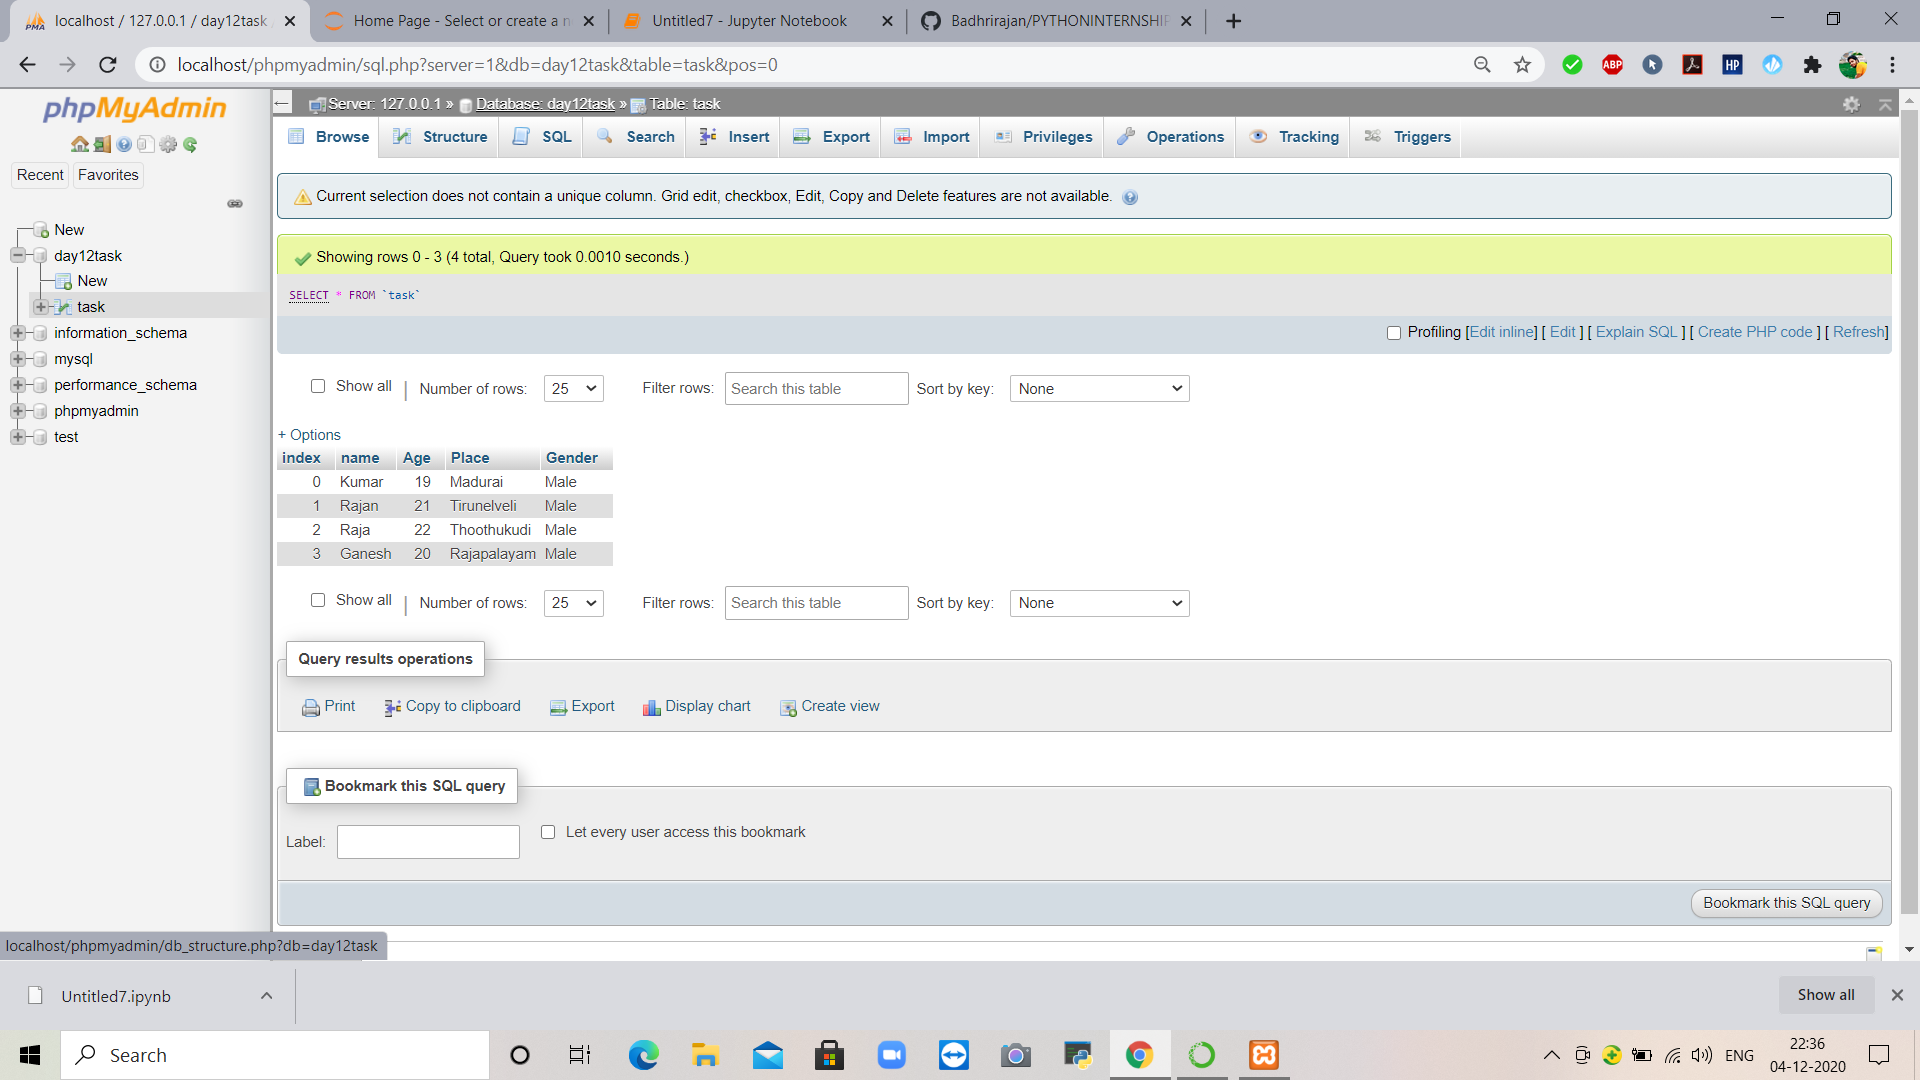 localhost / 127.0.0.1 / day12task
Home Page - Select or create a n
Untitled7 - Jupyter Notebook
Badhrirajan/PYTHONINTERNSHIP
localhost/phpmyadmin/sql.php?server=1&db=day12task&table=task&pos=0
ABP
HP
phpMyAdmin
Server: 127.0.0.1 » Database: day12task » Table: task
Browse Structure SQL Search Insert Export Import Privileges Operations Tracking Triggers
Recent Favorites
New
day12task
New
task
information_schema
mysql
performance_schema
phpmyadmin
test
Current selection does not contain a unique column. Grid edit, checkbox, Edit, Copy and Delete features are not available.
Showing rows 0 - 3 (4 total, Query took 0.0010 seconds.)
SELECT * FROM `task`
Profiling [Edit inline] [ Edit ] [ Explain SQL ] [ Create PHP code ] [ Refresh]
Show all | Number of rows: 25 Filter rows: Search this table Sort by key: None
+ Options
index name Age Place Gender
0 Kumar 19 Madurai Male
1 Rajan 21 Tirunelveli Male
2 Raja 22 Thoothukudi Male
3 Ganesh 20 Rajapalayam Male
Show all | Number of rows: 25 Filter rows: Search this table Sort by key: None
Query results operations
Print Copy to clipboard Export Display chart Create view
Bookmark this SQL query
Label: Let every user access this bookmark
Bookmark this SQL query
localhost/phpmyadmin/db_structure.php?db=day12task
Untitled7.ipynb
Show all
Search
ENG
22:36
04-12-2020